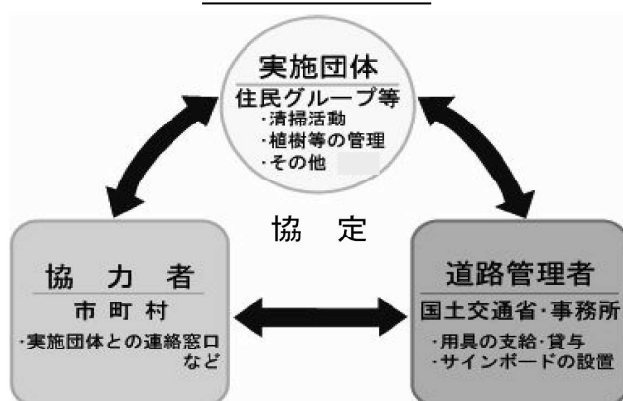 実施団体
住民グループ等
・清掃活動
・植樹等の管理
・その他
協 定
協 力 者
市 町 村
・実施団体との連絡窓口
など
道路管理者
国土交通省・事務所
・用具の支給・貸与
・サインボードの設置